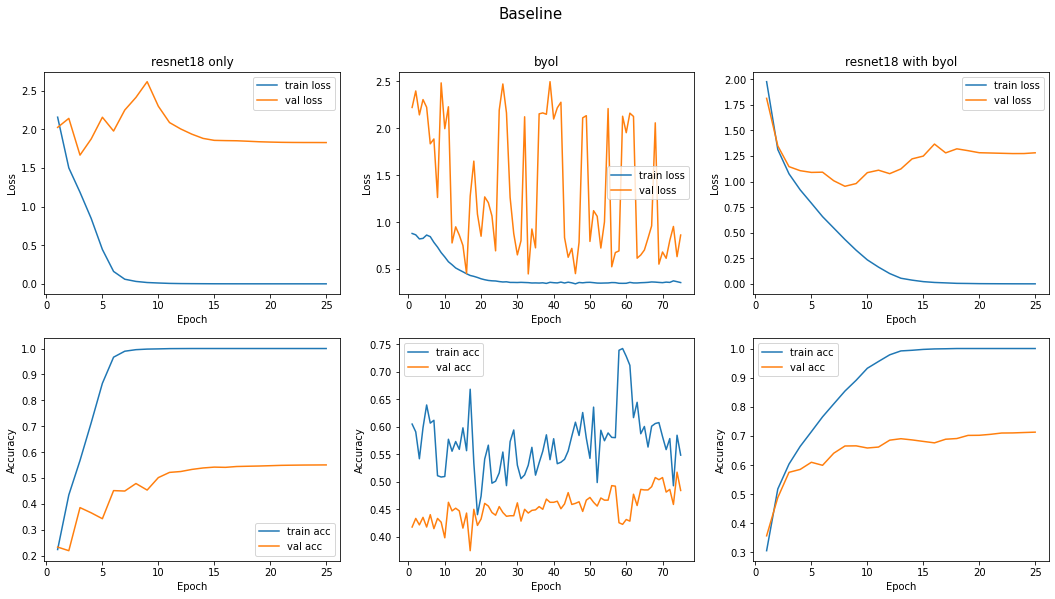 Baseline
resnet18 only
2.5
2.0
1.5
1.0
0.5
0.0
Loss
train loss
val loss
0 5 10 15 20 25
Epoch
byol
2.5
2.0
1.5
1.0
0.5
Loss
train loss
val loss
0 10 20 30 40 50 60 70
Epoch
resnet18 with byol
2.00
1.75
1.50
1.25
1.00
0.75
0.50
0.25
0.00
Loss
train loss
val loss
0 5 10 15 20 25
Epoch
1.0
0.9
0.8
0.7
0.6
0.5
0.4
0.3
0.2
Accuracy
train acc
val acc
0 5 10 15 20 25
Epoch
0.75
0.70
0.65
0.60
0.55
0.50
0.45
0.40
Accuracy
train acc
val acc
0 10 20 30 40 50 60 70
Epoch
1.0
0.9
0.8
0.7
0.6
0.5
0.4
0.3
Accuracy
train acc
val acc
0 5 10 15 20 25
Epoch